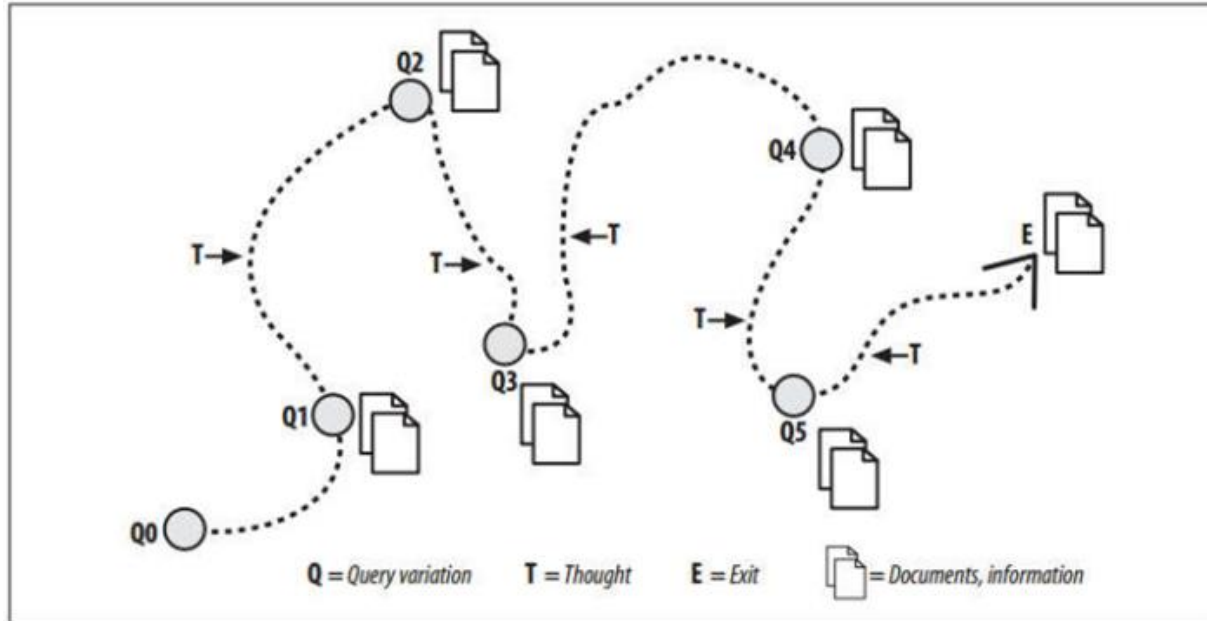 Q2
Q4
T
E
T
T
T
T
Q3
Q1
Q5
Q0
Q = Query variation T = Thought E = Exit = Documents, information